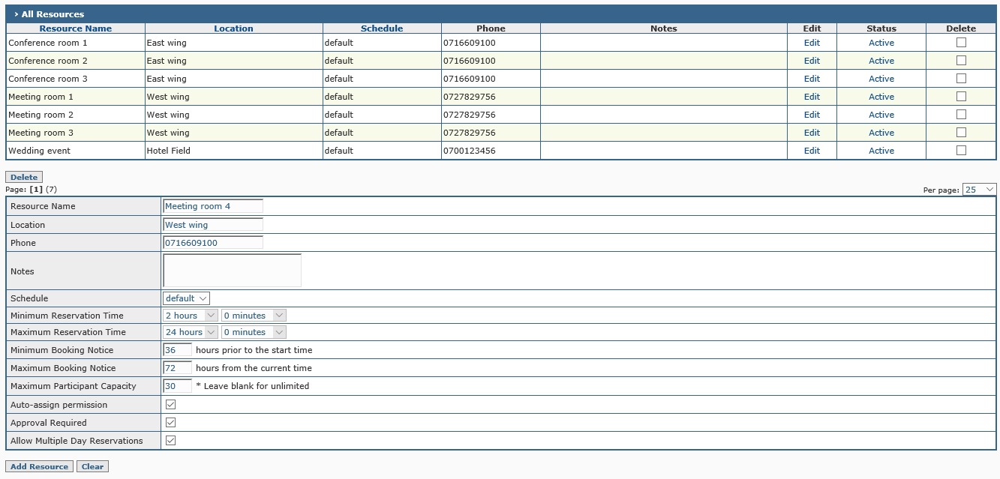 › All Resources
Resource Name Location Schedule Phone Notes Edit Status Delete
Conference room 1 East wing default 0716609100 Edit Active
Conference room 2 East wing default 0716609100 Edit Active
Conference room 3 East wing default 0716609100 Edit Active
Meeting room 1 West wing default 0727829756 Edit Active
Meeting room 2 West wing default 0727829756 Edit Active
Meeting room 3 West wing default 0727829756 Edit Active
Wedding event Hotel Field default 0700123456 Edit Active
Delete
Page: [1] (7) Per page: 25
Resource Name Meeting room 4
Location West wing
Phone 0716609100
Notes
Schedule default
Minimum Reservation Time 2 hours 0 minutes
Maximum Reservation Time 24 hours 0 minutes
Minimum Booking Notice 36 hours prior to the start time
Maximum Booking Notice 72 hours from the current time
Maximum Participant Capacity 30 * Leave blank for unlimited
Auto-assign permission
Approval Required
Allow Multiple Day Reservations
Add Resource Clear